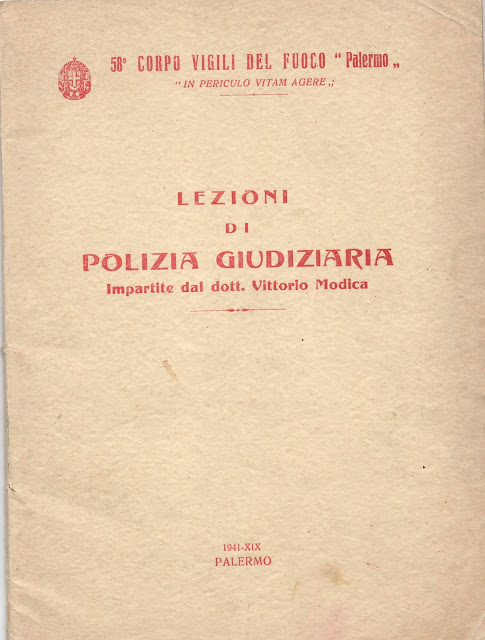 58º CORPO VIGILI DEL FUOCO " Palermo „
" IN PERICULO VITAM AGERE „;
LEZIONI
DI
POLIZIA GIUDIZIARIA
Impartite dal dott. Vittorio Modica
1941-XIX
PALERMO